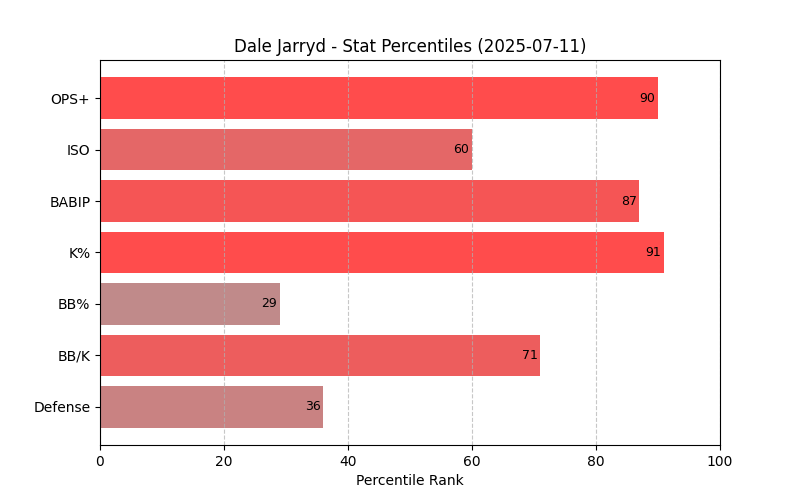 Dale Jarryd - Stat Percentiles (2025-07-11)
OPS+ 90
ISO 60
BABIP 87
K% 91
BB% 29
BB/K 71
Defense 36
0 20 40 60 80 100
Percentile Rank